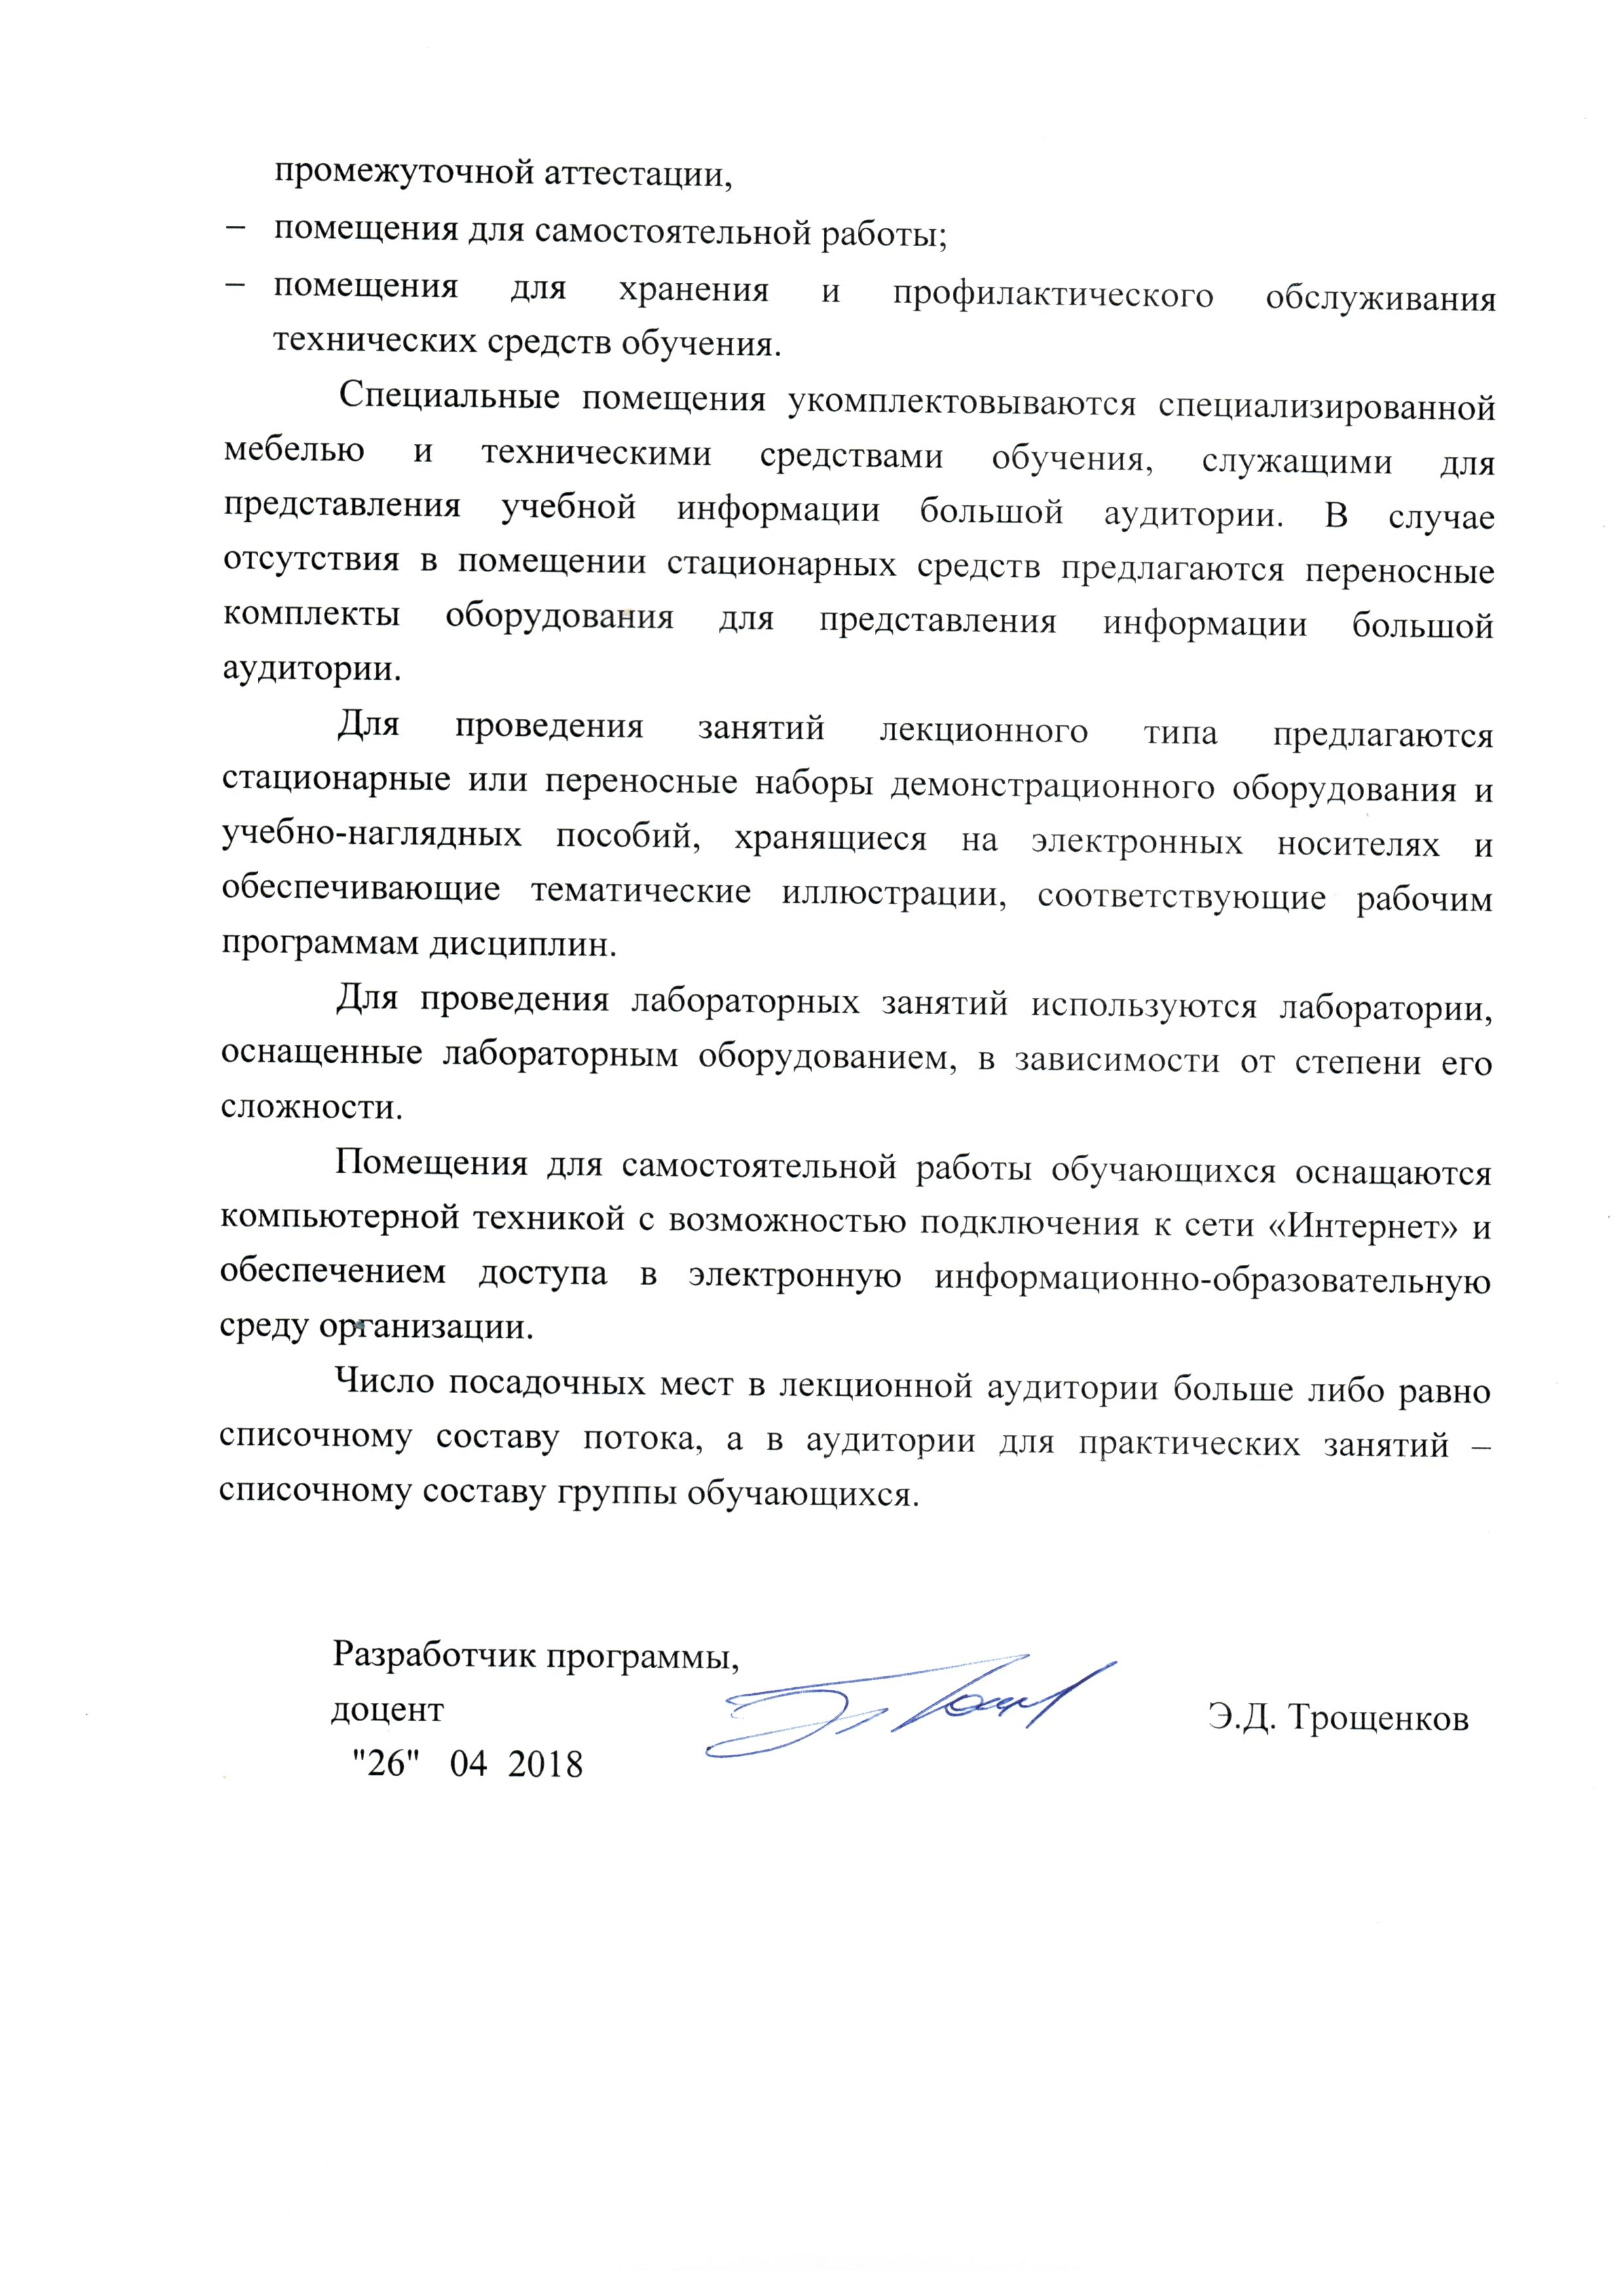 промежуточной аттестации,
– помещения для самостоятельной работы;
– помещения для хранения и профилактического обслуживания
технических средств обучения.
Специальные помещения укомплектовываются специализированной
мебелью и техническими средствами обучения, служащими для
представления учебной информации большой аудитории. В случае
отсутствия в помещении стационарных средств предлагаются переносные
комплекты оборудования для представления информации большой
аудитории.
Для проведения занятий лекционного типа предлагаются
стационарные или переносные наборы демонстрационного оборудования и
учебно-наглядных пособий, хранящиеся на электронных носителях и
обеспечивающие тематические иллюстрации, соответствующие рабочим
программам дисциплин.
Для проведения лабораторных занятий используются лаборатории,
оснащенные лабораторным оборудованием, в зависимости от степени его
сложности.
Помещения для самостоятельной работы обучающихся оснащаются
компьютерной техникой с возможностью подключения к сети «Интернет» и
обеспечением доступа в электронную информационно-образовательную
среду организации.
Число посадочных мест в лекционной аудитории больше либо равно
списочному составу потока, а в аудитории для практических занятий –
списочному составу группы обучающихся.
Разработчик программы,
доцент Э.Д. Трощенков
"26" 04 2018